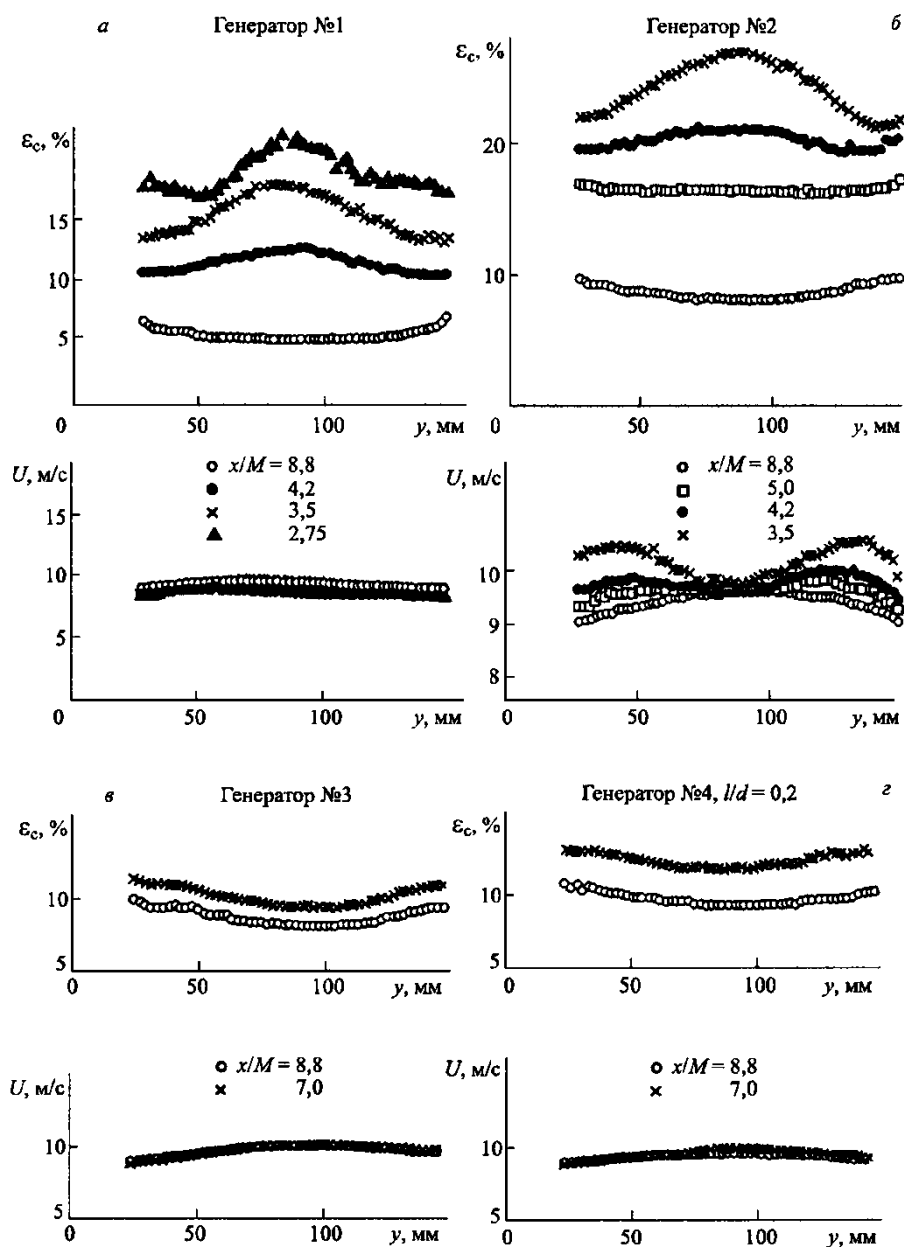 а Генератор №1
ε_c, %
15
10
5
0 50 100 y, мм
Генератор №2 б
ε_c, %
20
10
0 50 100 y, мм
U, м/с
x/M = 8,8
4,2
3,5
2,75
15
10
5
0 50 100 y, мм
U, м/с
x/M = 8,8
5,0
4,2
3,5
10
9
8
0 50 100 y, мм
в Генератор №3
ε_c, %
10
5
0 50 100 y, мм
Генератор №4, l/d = 0,2 г
ε_c, %
10
5
0 50 100 y, мм
x/M = 8,8
7,0
U, м/с
10
5
0 50 100 y, мм
x/M = 8,8
7,0
U, м/с
10
5
0 50 100 y, мм